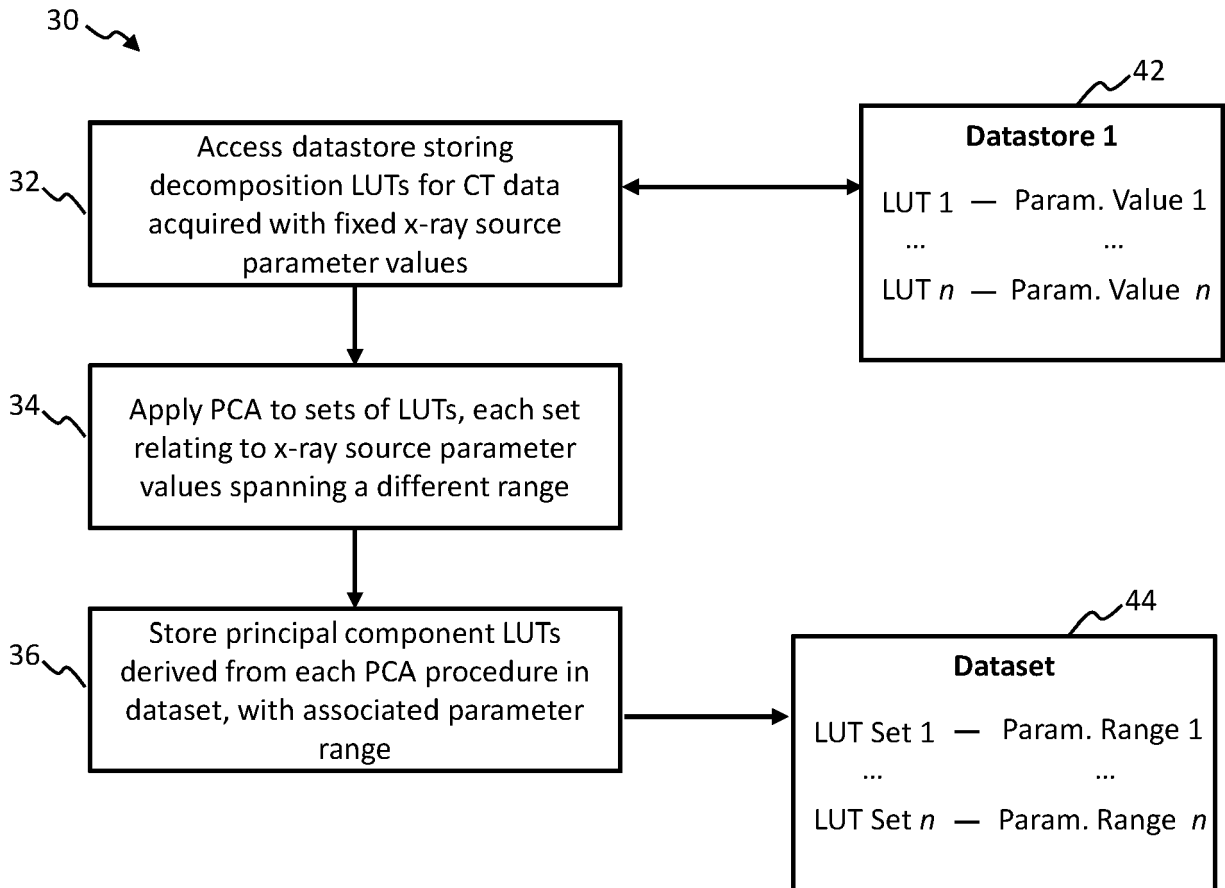 30
32
Access datastore storing
decomposition LUTs for CT data
acquired with fixed x-ray source
parameter values
42
Datastore 1
LUT 1 — Param. Value 1
... ...
LUT n — Param. Value n
34
Apply PCA to sets of LUTs, each set
relating to x-ray source parameter
values spanning a different range
36
Store principal component LUTs
derived from each PCA procedure in
dataset, with associated parameter
range
44
Dataset
LUT Set 1 — Param. Range 1
... ...
LUT Set n — Param. Range n